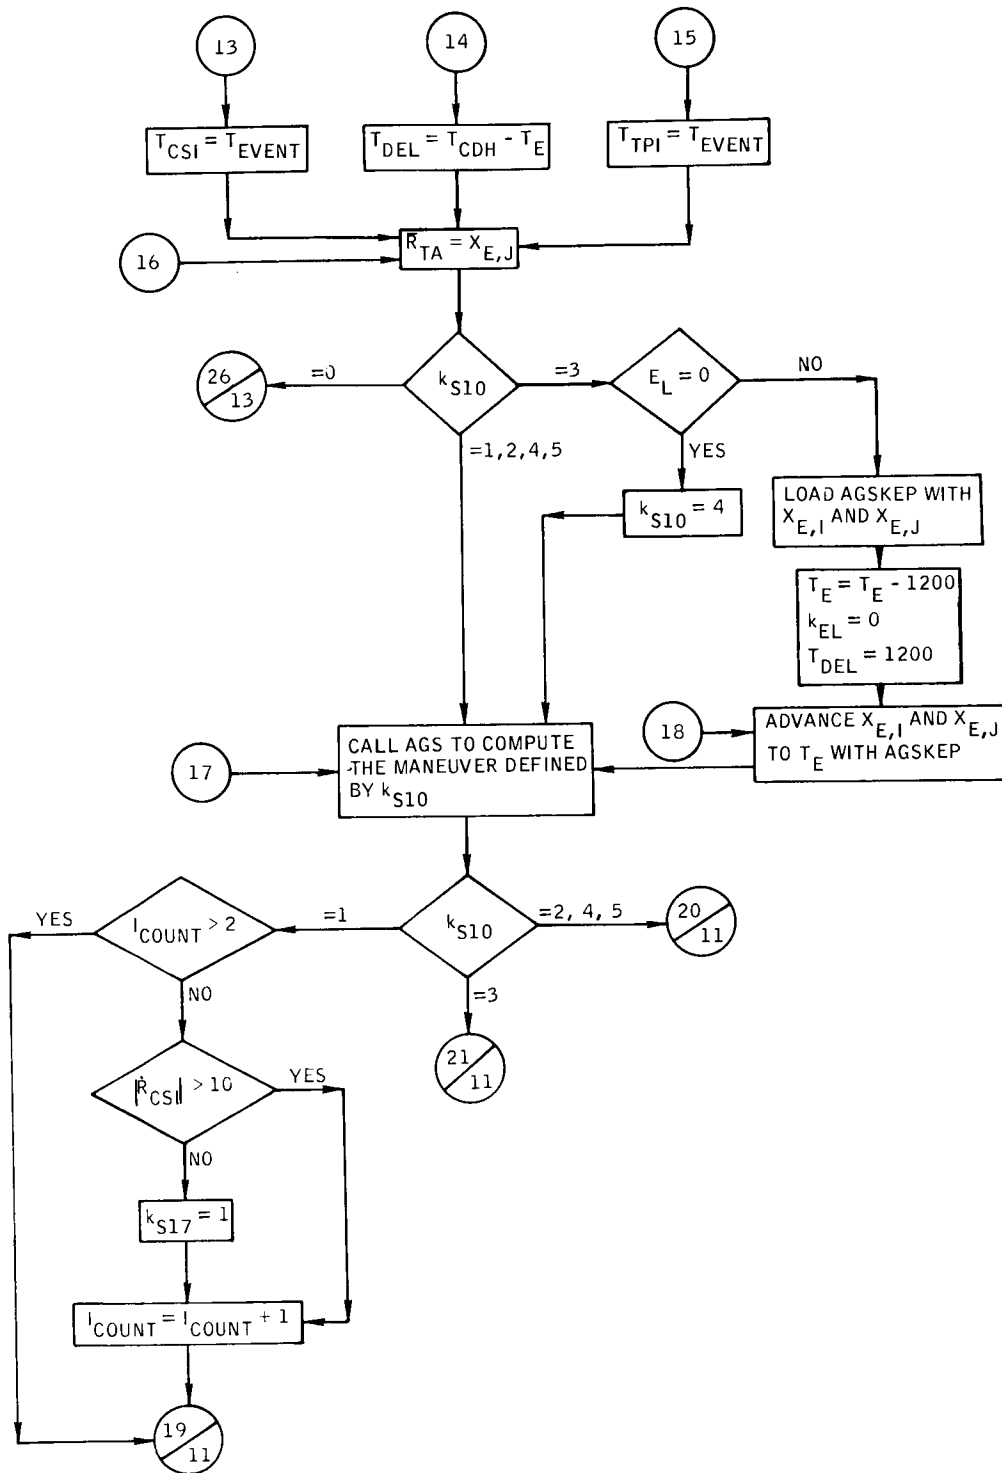 13
14
15
T_CSI = T_EVENT
T_DEL = T_CDH - T_E
T_TPI = T_EVENT
R̅_TA = X_E,J
16
26
13
=0
k_S10
=3
E_L = 0
NO
=1,2,4,5
YES
k_S10 = 4
LOAD AGSKEP WITH
X_E,I AND X_E,J
T_E = T_E - 1200
k_EL = 0
T_DEL = 1200
18
ADVANCE X_E,I AND X_E,J
TO T_E WITH AGSKEP
17
CALL AGS TO COMPUTE
THE MANEUVER DEFINED
BY k_S10
YES
I_COUNT > 2
=1
k_S10
=2, 4, 5
20
11
NO
=3
21
11
|Ṙ_CSI| > 10
YES
NO
k_S17 = 1
I_COUNT = I_COUNT + 1
19
11